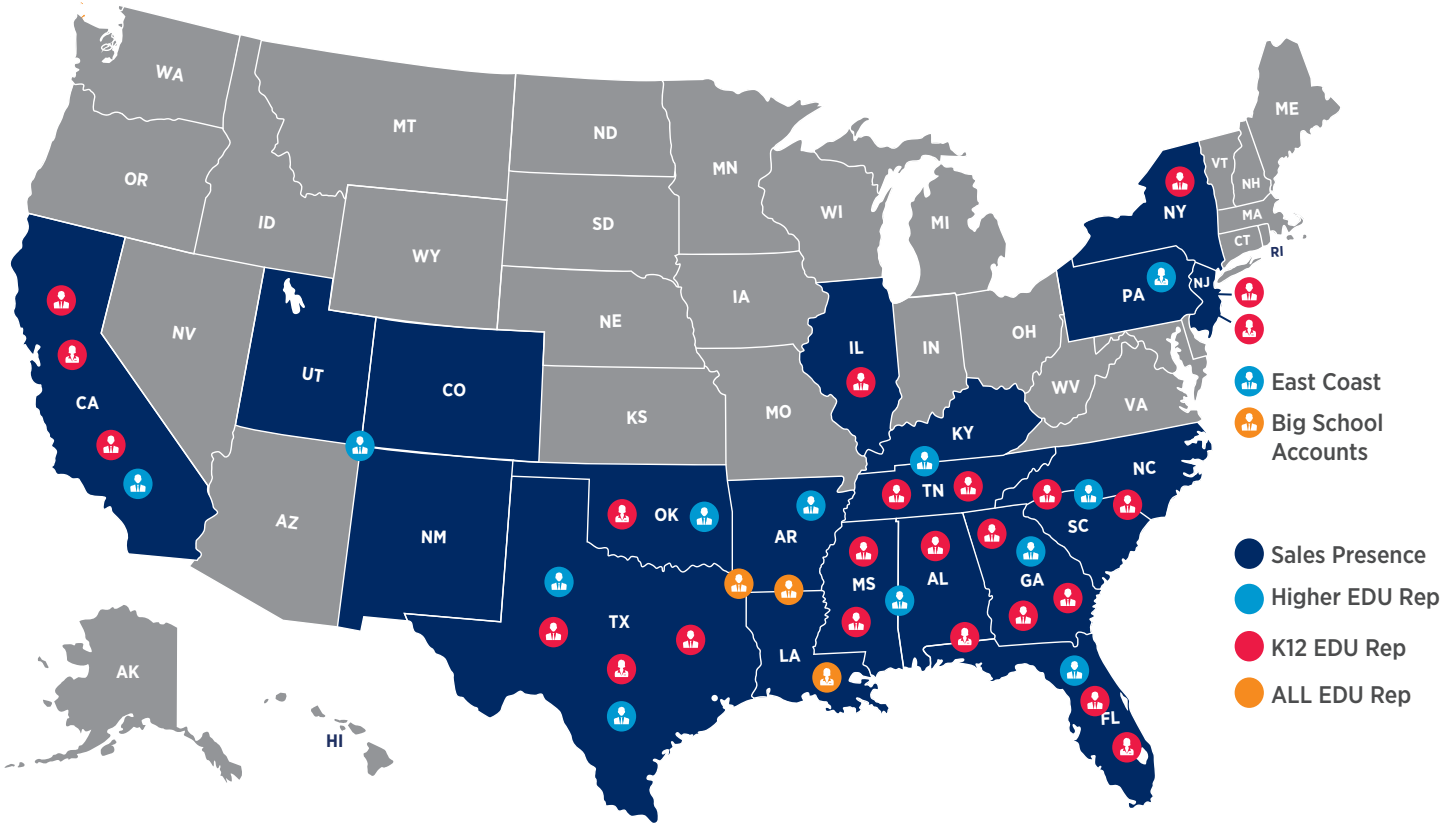 WA
MT
ND
MN
ME
OR
ID
WY
SD
WI
MI
VT
NH
NY
MA
CT
RI
PA
NJ
NV
UT
CO
NE
IA
IL
IN
OH
CA
KS
MO
WV
VA
KY
East Coast
Big School
Accounts
AZ
NM
OK
AR
TN
NC
SC
MS
AL
GA
TX
LA
FL
AK
HI
Sales Presence
Higher EDU Rep
K12 EDU Rep
ALL EDU Rep